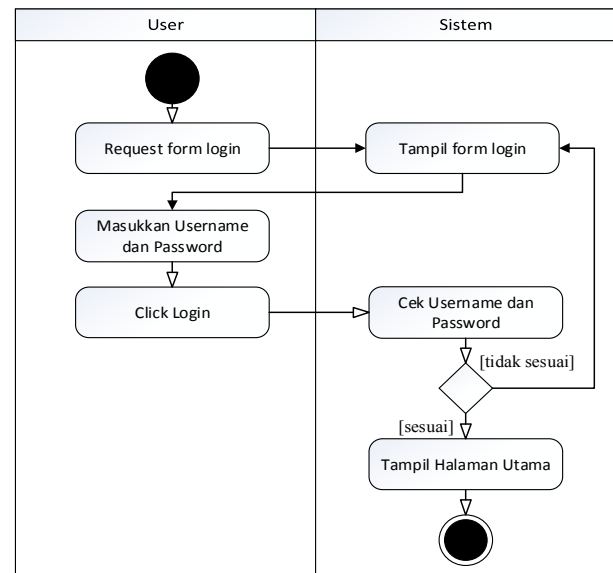 User
Sistem
Request form login
Tampil form login
Masukkan Username
dan Password
Click Login
Cek Username dan
Password
[tidak sesuai]
[sesuai]
Tampil Halaman Utama